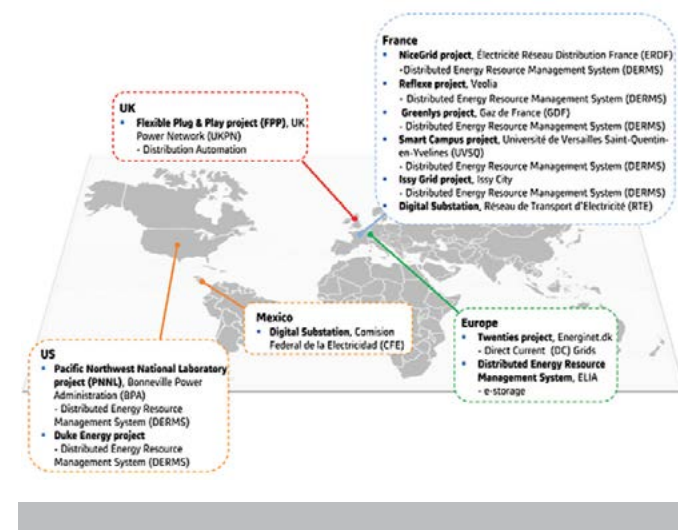 France
• NiceGrid project, Électricité Réseau Distribution France (ERDF)
-Distributed Energy Resource Management System (DERMS)
• Reflexe project, Veolia
- Distributed Energy Resource Management System (DERMS)
• Greenlys project, Gaz de France (GDF)
- Distributed Energy Resource Management System (DERMS)
• Smart Campus project, Université de Versailles Saint-Quentin-
en-Yvelines (UVSQ)
- Distributed Energy Resource Management System (DERMS)
• Issy Grid project, Issy City
- Distributed Energy Resource Management System (DERMS)
• Digital Substation, Réseau de Transport d'Electricité (RTE)
UK
• Flexible Plug & Play project (FPP), UK
Power Network (UKPN)
- Distribution Automation
Mexico
• Digital Substation, Comision
Federal de la Electricidad (CFE)
Europe
• Twenties project, Energinet.dk
- Direct Current (DC) Grids
• Distributed Energy Resource
Management System, ELIA
- e-storage
US
• Pacific Northwest National Laboratory
project (PNNL), Bonneville Power
Administration (BPA)
- Distributed Energy Resource
Management System (DERMS)
• Duke Energy project
- Distributed Energy Resource
Management System (DERMS)